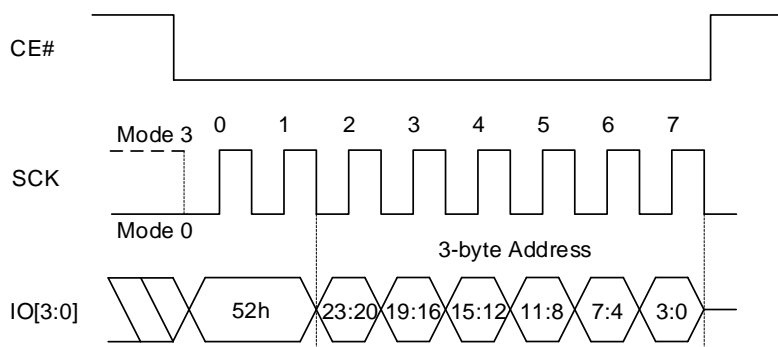 CE#
0 1 2 3 4 5 6 7
Mode 3
SCK
Mode 0
3-byte Address
IO[3:0] 52h 23:20 19:16 15:12 11:8 7:4 3:0